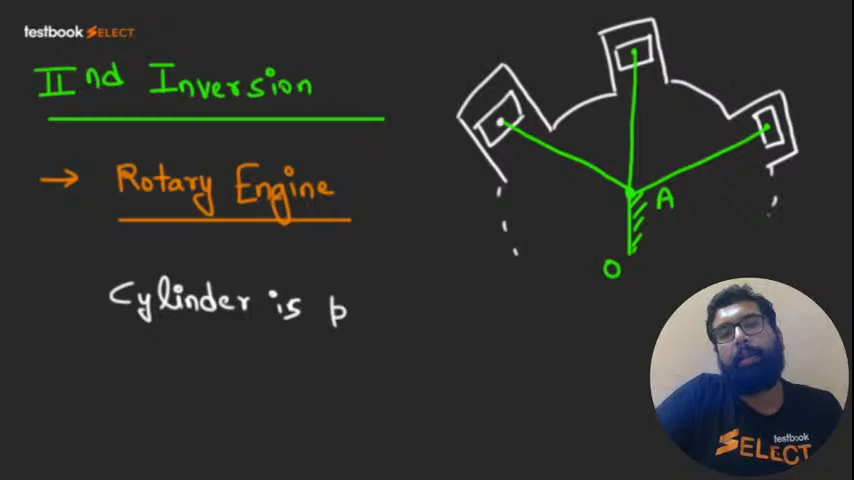 testbook SELECT
IInd Inversion
→ Rotary Engine
Cylinder is p
A
O
testbook
SELECT